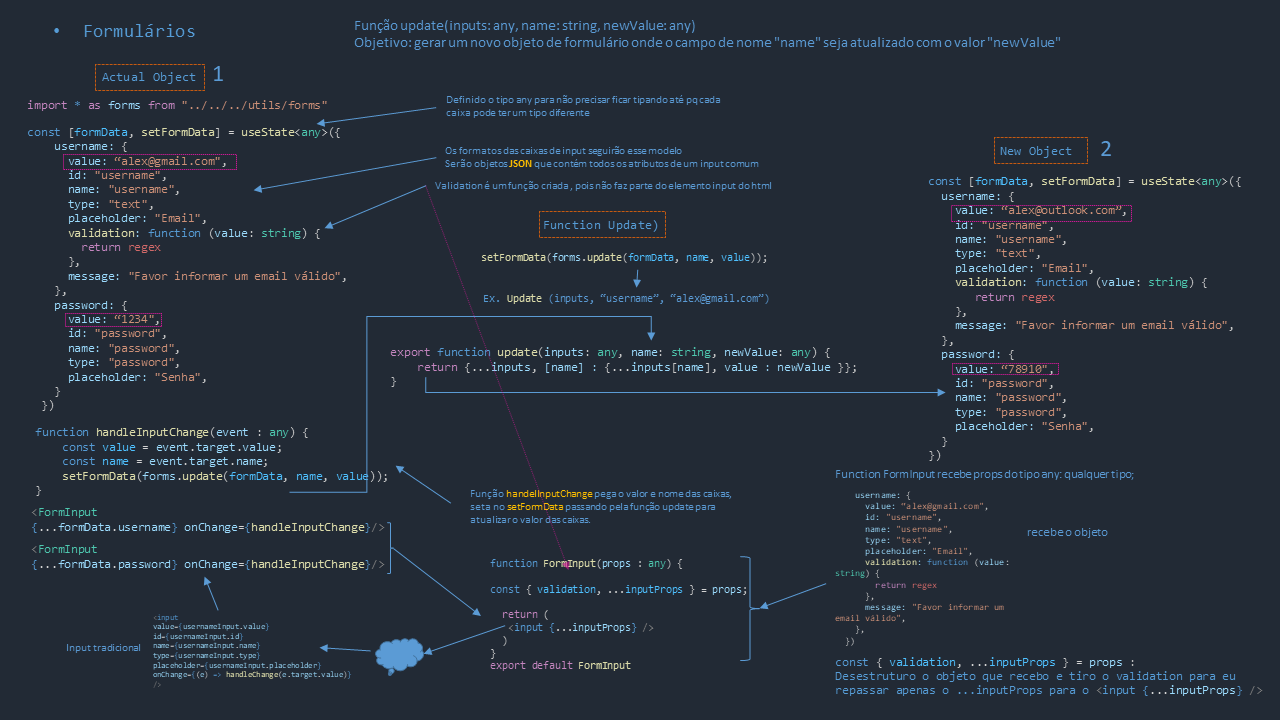 • Formulários
Função update(inputs: any, name: string, newValue: any)
Objetivo: gerar um novo objeto de formulário onde o campo de nome "name" seja atualizado com o valor "newValue"
Actual Object 1
import * as forms from "../../../utils/forms"
const [formData, setFormData] = useState<any>({
username: {
value: “alex@gmail.com”,
id: "username",
name: "username",
type: "text",
placeholder: "Email",
validation: function (value: string) {
return regex
},
message: "Favor informar um email válido",
},
password: {
value: “1234”,
id: "password",
name: "password",
type: "password",
placeholder: "Senha",
}
})
function handleInputChange(event : any) {
const value = event.target.value;
const name = event.target.name;
setFormData(forms.update(formData, name, value));
}
<FormInput
{...formData.username} onChange={handleInputChange}/>
<FormInput
{...formData.password} onChange={handleInputChange}/>
Input tradicional
<input
value={usernameInput.value}
id={usernameInput.id}
name={usernameInput.name}
type={usernameInput.type}
placeholder={usernameInput.placeholder}
onChange={(e) => handleChange(e.target.value)}
/>
Definido o tipo any para não precisar ficar tipando até pq cada
caixa pode ter um tipo diferente
Os formatos das caixas de input seguirão esse modelo
Serão objetos JSON que contém todos os atributos de um input comum
Validation é um função criada, pois não faz parte do elemento input do html
Function Update)
setFormData(forms.update(formData, name, value));
Ex. Update (inputs, “username”, “alex@gmail.com”)
export function update(inputs: any, name: string, newValue: any) {
return {...inputs, [name] : {...inputs[name], value : newValue }};
}
Função handelInputChange pega o valor e nome das caixas,
seta no setFormData passando pela função update para
atualizar o valor das caixas.
function FormInput(props : any) {
const { validation, ...inputProps } = props;
return (
<input {...inputProps} />
)
}
export default FormInput
New Object 2
const [formData, setFormData] = useState<any>({
username: {
value: “alex@outlook.com”,
id: "username",
name: "username",
type: "text",
placeholder: "Email",
validation: function (value: string) {
return regex
},
message: "Favor informar um email válido",
},
password: {
value: “78910”,
id: "password",
name: "password",
type: "password",
placeholder: "Senha",
}
})
Function FormInput recebe props do tipo any: qualquer tipo;
username: {
value: "alex@gmail.com",
id: "username",
name: "username",
type: "text",
placeholder: "Email",
validation: function (value:
string) {
return regex
},
message: "Favor informar um
email válido",
},
})
recebe o objeto
const { validation, ...inputProps } = props :
Desestruturo o objeto que recebo e tiro o validation para eu
repassar apenas o ...inputProps para o <input {...inputProps} />